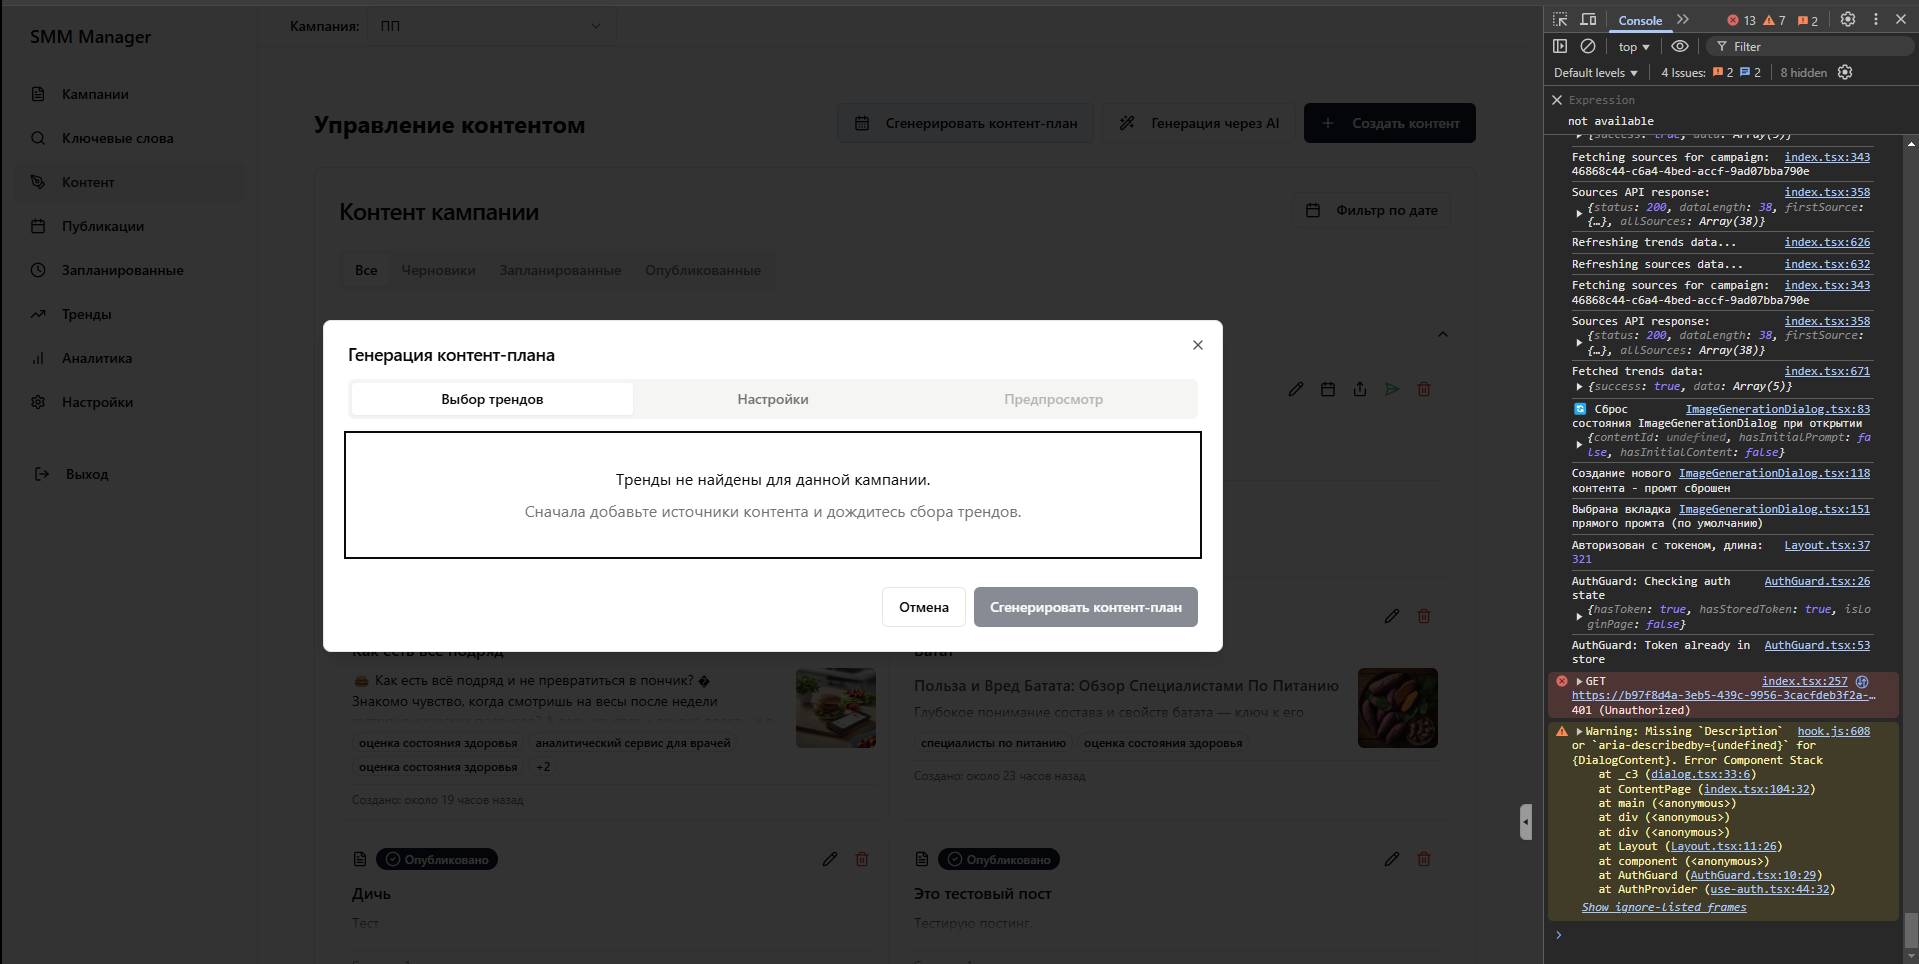 SMM Manager
Кампании
Ключевые слова
Контент
Публикации
Запланированные
Тренды
Аналитика
Настройки
Выход
Кампания:
ПП
Управление контентом
Сгенерировать контент-план
Генерация через AI
Создать контент
Контент кампании
Фильтр по дате
Все
Черновики
Запланированные
Опубликованные
Генерация контент-плана
Выбор трендов
Настройки
Предпросмотр
Тренды не найдены для данной кампании.
Сначала добавьте источники контента и дождитесь сбора трендов.
Отмена
Сгенерировать контент-план
Как есть всё подряд
🍔 Как есть всё подряд и не превратиться в пончик? �
Знакомо чувство, когда смотришь на весы после недели
оценка состояния здоровья
аналитический сервис для врачей
оценка состояния здоровья
+2
Создано: около 19 часов назад
Батат
Польза и Вред Батата: Обзор Специалистами По Питанию
Глубокое понимание состава и свойств батата — ключ к его
специалисты по питанию
оценка состояния здоровья
Создано: около 23 часов назад
Опубликовано
Дичь
Тест
Опубликовано
Это тестовый пост
Тестирую постинг.
Console
13
7
2
top
Filter
Default levels
4 Issues:
2
2
8 hidden
Expression
not available
{success: true, data: Array(5)}
Fetching sources for campaign: index.tsx:343
46868c44-c6a4-4bed-accf-9ad07bba790e
Sources API response: index.tsx:358
{status: 200, dataLength: 38, firstSource:
{…}, allSources: Array(38)}
Refreshing trends data... index.tsx:626
Refreshing sources data... index.tsx:632
Fetching sources for campaign: index.tsx:343
46868c44-c6a4-4bed-accf-9ad07bba790e
Sources API response: index.tsx:358
{status: 200, dataLength: 38, firstSource:
{…}, allSources: Array(38)}
Fetched trends data: index.tsx:671
{success: true, data: Array(5)}
🔄 Сброс ImageGenerationDialog.tsx:83
состояния ImageGenerationDialog при открытии
{contentId: undefined, hasInitialPrompt: fa
lse, hasInitialContent: false}
Создание нового ImageGenerationDialog.tsx:118
контента - промт сброшен
Выбрана вкладка ImageGenerationDialog.tsx:151
прямого промта (по умолчанию)
Авторизован с токеном, длина: Layout.tsx:37
321
AuthGuard: Checking auth AuthGuard.tsx:26
state
{hasToken: true, hasStoredToken: true, isLo
ginPage: false}
AuthGuard: Token already in AuthGuard.tsx:53
store
GET index.tsx:257
https://b97f8d4a-3eb5-439c-9956-3cacfdeb3f2a-…
401 (Unauthorized)
Warning: Missing `Description` hook.js:608
or `aria-describedby={undefined}` for
{DialogContent}. Error Component Stack
at _c3 (dialog.tsx:33:6)
at ContentPage (index.tsx:104:32)
at main (<anonymous>)
at div (<anonymous>)
at div (<anonymous>)
at Layout (Layout.tsx:11:26)
at component (<anonymous>)
at AuthGuard (AuthGuard.tsx:10:29)
at AuthProvider (use-auth.tsx:44:32)
Show ignore-listed frames